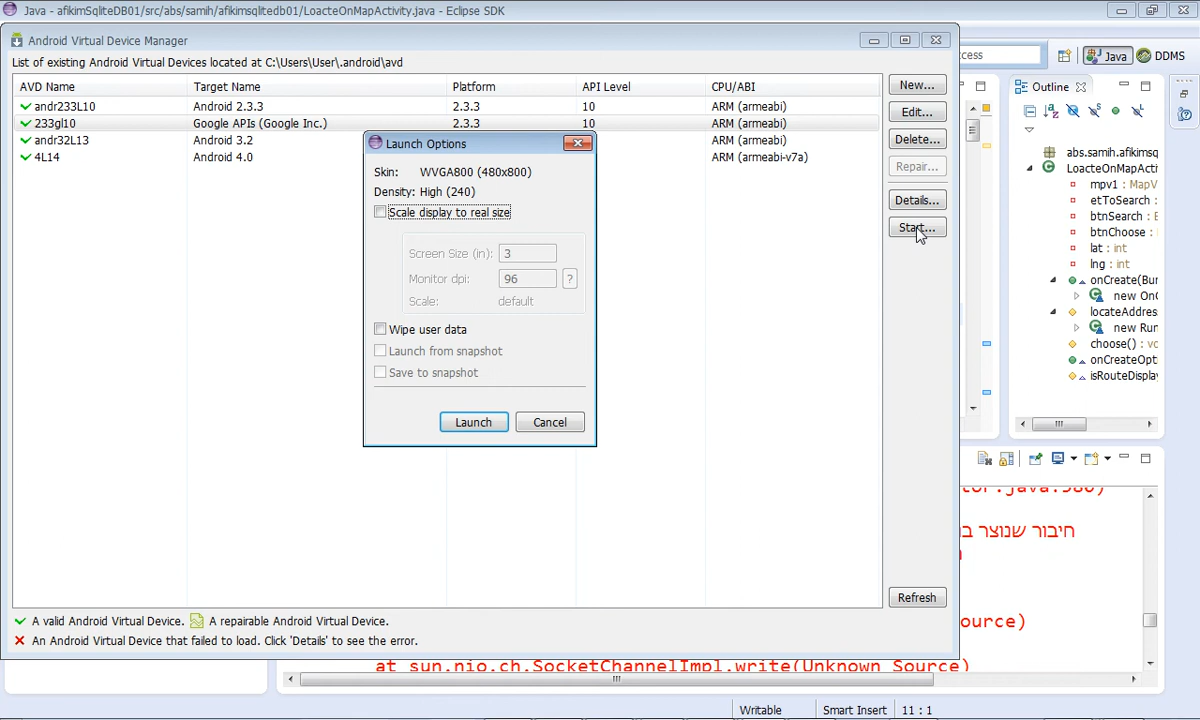 Java - afikimSqliteDB01/src/abs/samih/afikimsqlitedb01/LoacteOnMapActivity.java - Eclipse SDK
Android Virtual Device Manager
List of existing Android Virtual Devices located at C:\Users\User\.android\avd
AVD Name Target Name Platform API Level CPU/ABI
andr233L10 Android 2.3.3 2.3.3 10 ARM (armeabi)
233gl10 Google APIs (Google Inc.) 2.3.3 10 ARM (armeabi)
andr32L13 Android 3.2 ARM (armeabi)
4L14 Android 4.0 ARM (armeabi-v7a)
New...
Edit...
Delete...
Repair...
Details...
Start...
Refresh
Launch Options
Skin: WVGA800 (480x800)
Density: High (240)
Scale display to real size
Screen Size (in): 3
Monitor dpi: 96 ?
Scale: default
Wipe user data
Launch from snapshot
Save to snapshot
Launch Cancel
A valid Android Virtual Device. A repairable Android Virtual Device.
An Android Virtual Device that failed to load. Click 'Details' to see the error.
cess Java DDMS
Outline
abs.samih.afikimsq
LoacteOnMapActi
mpv1 : MapV
etToSearch :
btnSearch : E
btnChoose :
lat : int
lng : int
onCreate(Bun
new OnC
locateAddres
new Run
choose() : vo
onCreateOpti
isRouteDisplay
tor.java:580)
חיבור שנוצר בו
ource)
at sun.nio.ch.SocketChannelImpl.write(Unknown Source)
Writable Smart Insert 11 : 1